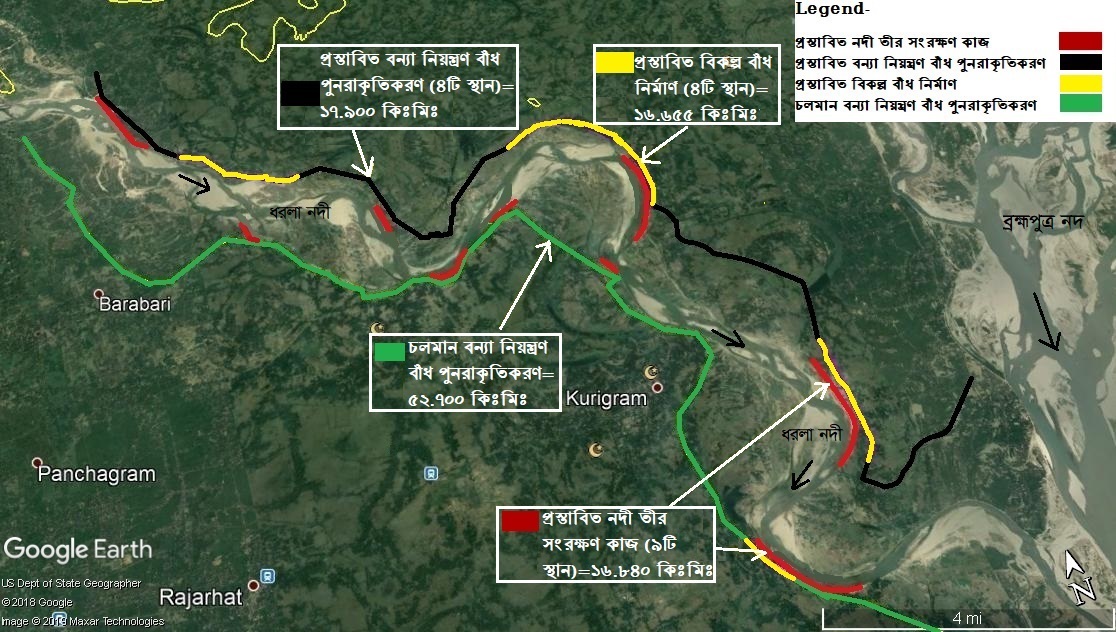 Legend-
প্রস্তাবিত নদী তীর সংরক্ষণ কাজ
প্রস্তাবিত বন্যা নিয়ন্ত্রণ বাঁধ পুনরাকৃতিকরণ
প্রস্তাবিত বিকল্প বাঁধ নির্মাণ
চলমান বন্যা নিয়ন্ত্রণ বাঁধ পুনরাকৃতিকরণ
প্রস্তাবিত বন্যা নিয়ন্ত্রণ বাঁধ
পুনরাকৃতিকরণ (৪টি স্থান)=
১৭.৯০০ কিঃমিঃ
প্রস্তাবিত বিকল্প বাঁধ
নির্মাণ (৪টি স্থান)=
১৬.৬৫৫ কিঃমিঃ
ধরলা নদী
ব্রহ্মপুত্র নদ
Barabari
চলমান বন্যা নিয়ন্ত্রণ
বাঁধ পুনরাকৃতিকরণ=
৫২.৭০০ কিঃমিঃ
Kurigram
ধরলা নদী
Panchagram
প্রস্তাবিত নদী তীর
সংরক্ষণ কাজ (৯টি
স্থান)=১৬.৮৪০ কিঃমিঃ
Google Earth
US Dept of State Geographer
© 2018 Google
Image © 2019 Maxar Technologies
Rajarhat
N
4 mi